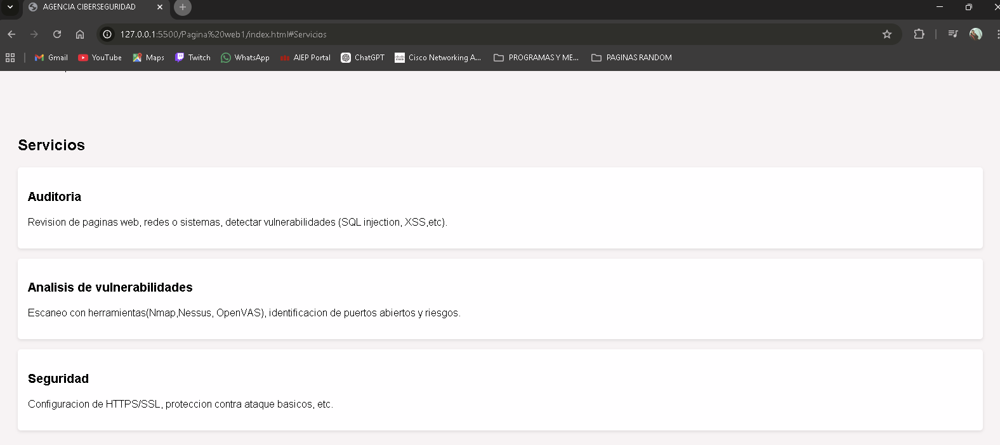 AGENCIA CIBERSEGURIDAD
127.0.0.1:5500/Pagina%20web1/index.html#Servicios
Gmail YouTube Maps Twitch WhatsApp AIEP Portal ChatGPT Cisco Networking A... PROGRAMAS Y ME... PAGINAS RANDOM
Servicios
Auditoria
Revision de paginas web, redes o sistemas, detectar vulnerabilidades (SQL injection, XSS,etc).
Analisis de vulnerabilidades
Escaneo con herramientas(Nmap,Nessus, OpenVAS), identificacion de puertos abiertos y riesgos.
Seguridad
Configuracion de HTTPS/SSL, proteccion contra ataque basicos, etc.